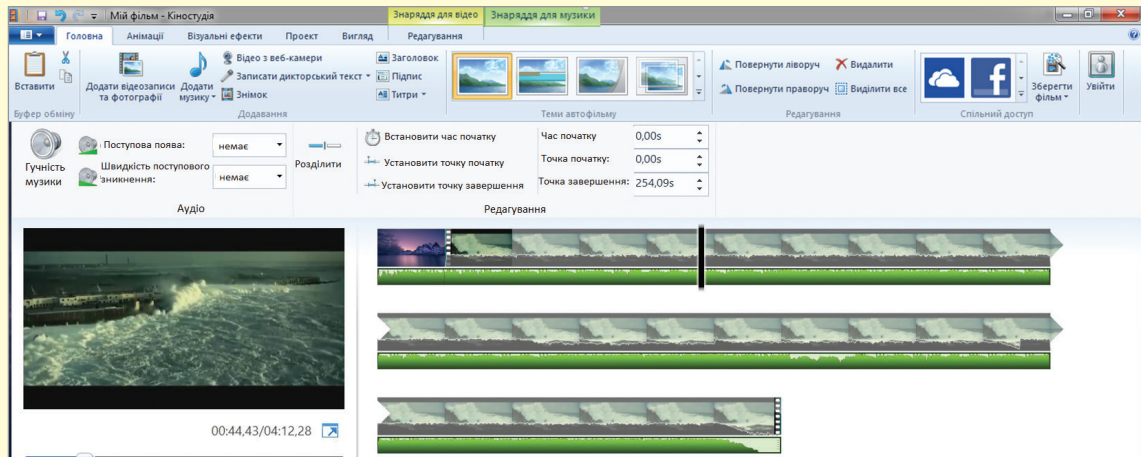 Мій фільм - Кіностудія
Знаряддя для відео
Знаряддя для музики
Головна
Анімації
Візуальні ефекти
Проект
Вигляд
Редагування
Вставити
Додати відеозаписи та фотографії
Додати музику
Відео з веб-камери
Записати дикторський текст
Знімок
Заголовок
Підпис
Титри
Повернути ліворуч
Повернути праворуч
Видалити
Виділити все
Зберегти фільм
Увійти
Буфер обміну
Додавання
Теми автофільму
Редагування
Спільний доступ
Гучність музики
Поступова поява:
немає
Швидкість поступового зникнення:
немає
Розділити
Встановити час початку
Установити точку початку
Установити точку завершення
Час початку
0,00s
Точка початку:
0,00s
Точка завершення:
254,09s
Аудіо
Редагування
00:44,43/04:12,28